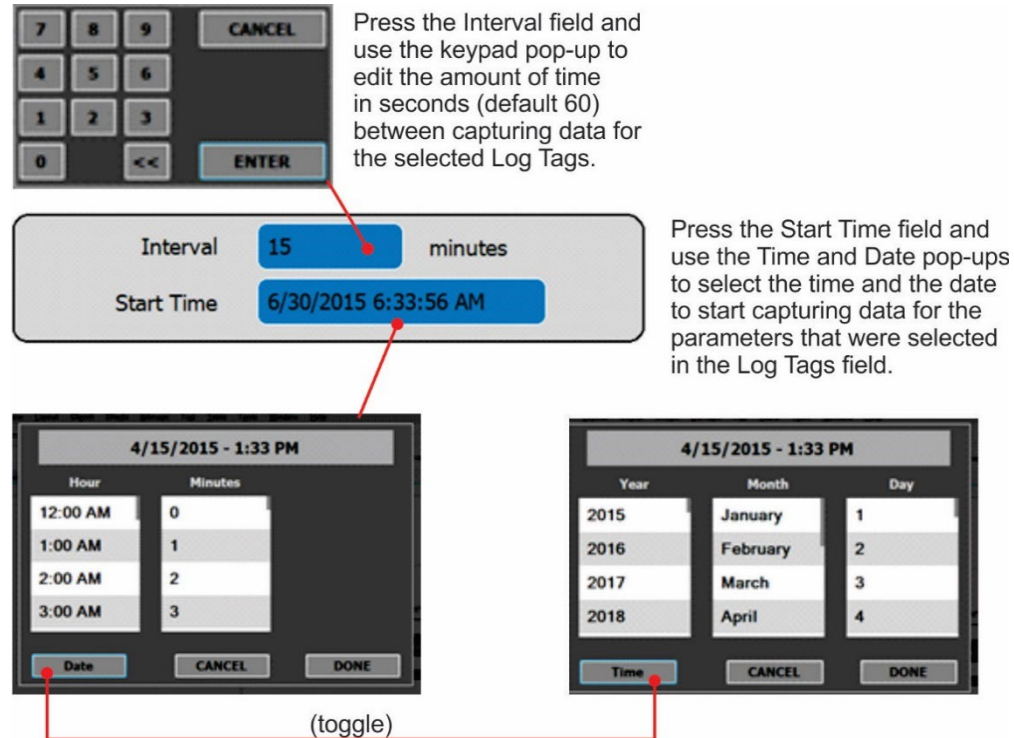 7 8 9 CANCEL
4 5 6
1 2 3
0 << ENTER
Press the Interval field and
use the keypad pop-up to
edit the amount of time
in seconds (default 60)
between capturing data for
the selected Log Tags.
Interval 15 minutes
Start Time 6/30/2015 6:33:56 AM
Press the Start Time field and
use the Time and Date pop-ups
to select the time and the date
to start capturing data for the
parameters that were selected
in the Log Tags field.
4/15/2015 - 1:33 PM
Hour Minutes
12:00 AM 0
1:00 AM 1
2:00 AM 2
3:00 AM 3
Date CANCEL DONE
4/15/2015 - 1:33 PM
Year Month Day
2015 January 1
2016 February 2
2017 March 3
2018 April 4
Time CANCEL DONE
(toggle)